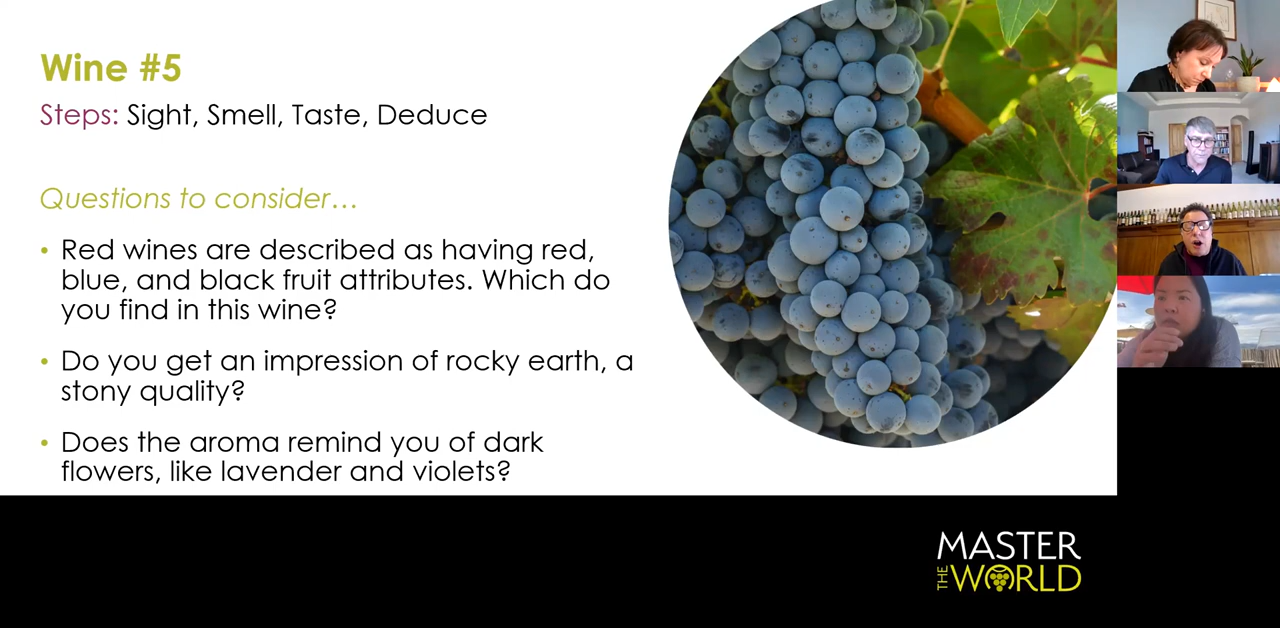 Wine #5
Steps: Sight, Smell, Taste, Deduce
Questions to consider…
• Red wines are described as having red,
blue, and black fruit attributes. Which do
you find in this wine?
• Do you get an impression of rocky earth, a
stony quality?
• Does the aroma remind you of dark
flowers, like lavender and violets?
MASTER
THE WORLD